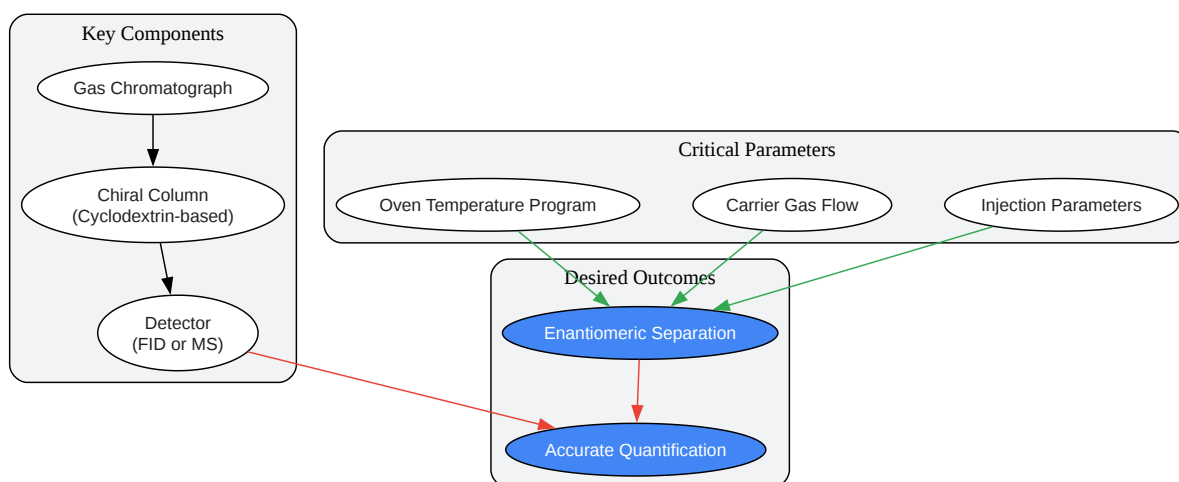 Key Components
Gas Chromatograph
Chiral Column
(Cyclodextrin-based)
Detector
(FID or MS)
Critical Parameters
Oven Temperature Program
Carrier Gas Flow
Injection Parameters
Desired Outcomes
Enantiomeric Separation
Accurate Quantification